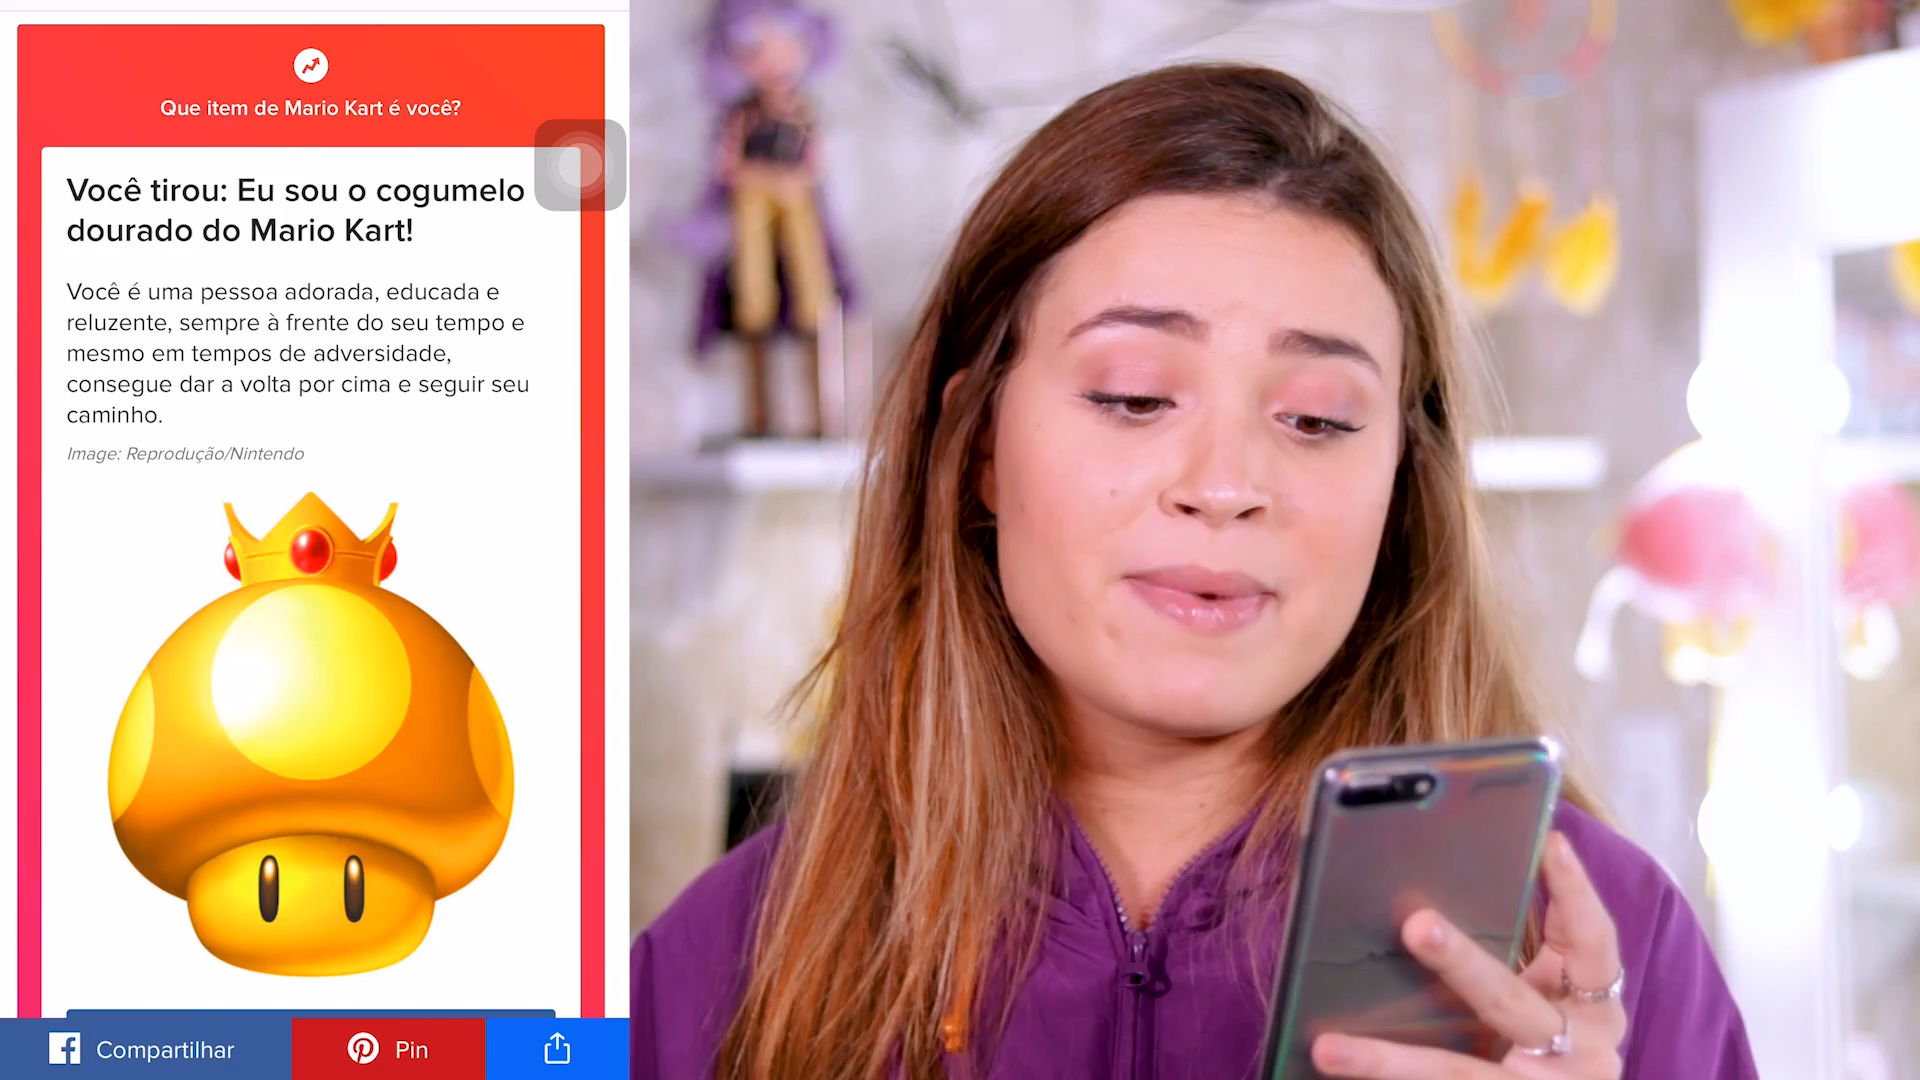 Que item de Mario Kart é você?
Você tirou: Eu sou o cogumelo
dourado do Mario Kart!
Você é uma pessoa adorada, educada e
reluzente, sempre à frente do seu tempo e
mesmo em tempos de adversidade,
consegue dar a volta por cima e seguir seu
caminho.
Image: Reprodução/Nintendo
Compartilhar
Pin